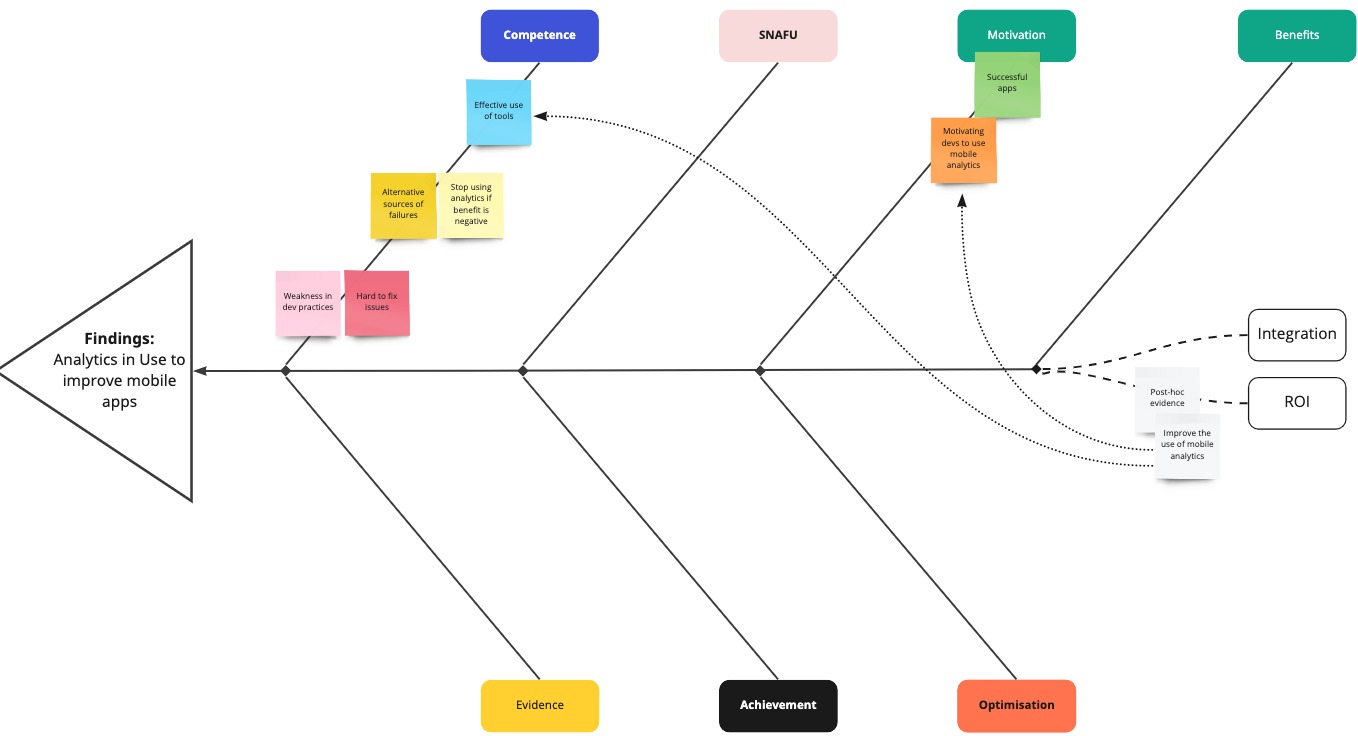 Competence
SNAFU
Motivation
Benefits
Successful
apps
Effective use
of tools
Motivating
devs to use
mobile
analytics
Alternative
sources of
failures
Stop using
analytics if
benefit is
negative
Weakness in
dev practices
Hard to fix
issues
Findings:
Analytics in Use to
improve mobile
apps
Integration
ROI
Post-hoc
evidence
Improve the
use of mobile
analytics
Evidence
Achievement
Optimisation